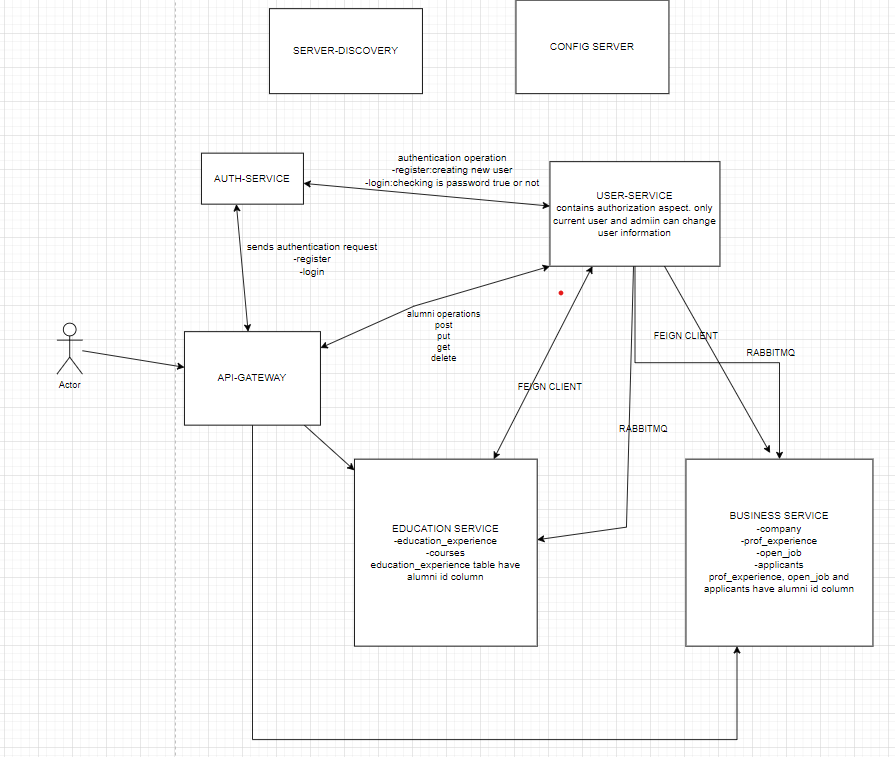 SERVER-DISCOVERY
CONFIG SERVER
authentication operation
-register:creating new user
-login:checking is password true or not
AUTH-SERVICE
USER-SERVICE
contains authorization aspect. only
current user and admiin can change
user information
sends authentication request
-register
-login
alumni operations
post
put
get
delete
FEIGN CLIENT
RABBITMQ
Actor
API-GATEWAY
FEIGN CLIENT
RABBITMQ
EDUCATION SERVICE
-education_experience
-courses
education_experience table have
alumni id column
BUSINESS SERVICE
-company
-prof_experience
-open_job
-applicants
prof_experience, open_job and
applicants have alumni id column